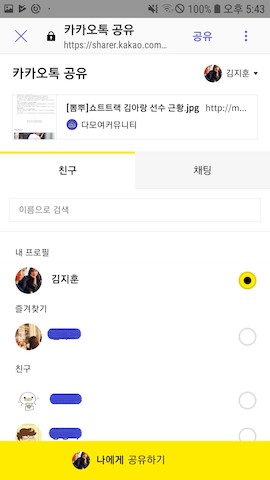 100% 오후 5:43
카카오톡 공유
https://sharer.kakao.com...
공유
카카오톡 공유
김지훈
[뽐뿌]쇼트트랙 김아랑 선수 근황.jpg http://m...
다모여커뮤니티
친구
채팅
이름으로 검색
내 프로필
김지훈
즐겨찾기
친구
나에게 공유하기